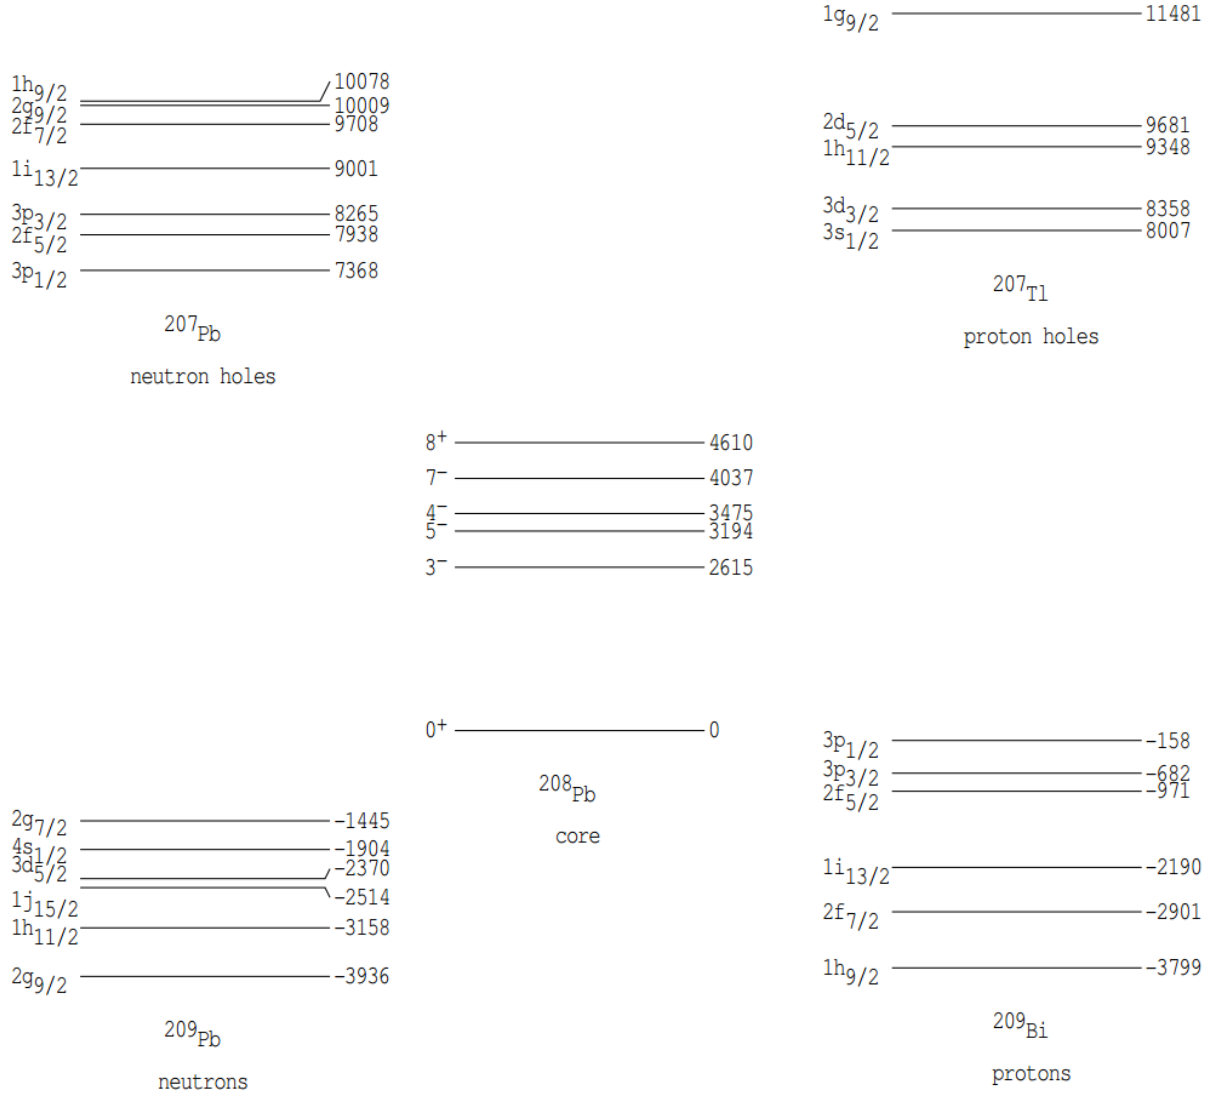 1h9/2 10078
2g9/2 10009
2f7/2 9708
1i13/2 9001
3p3/2 8265
2f5/2 7938
3p1/2 7368
207Pb
neutron holes
1g9/2 11481
2d5/2 9681
1h11/2 9348
3d3/2 8358
3s1/2 8007
207Tl
proton holes
8+ 4610
7− 4037
4− 3475
5− 3194
3− 2615
0+ 0
208Pb
core
2g7/2 −1445
4s1/2 −1904
3d5/2 −2370
1j15/2 −2514
1h11/2 −3158
2g9/2 −3936
209Pb
neutrons
3p1/2 −158
3p3/2 −682
2f5/2 −971
1i13/2 −2190
2f7/2 −2901
1h9/2 −3799
209Bi
protons